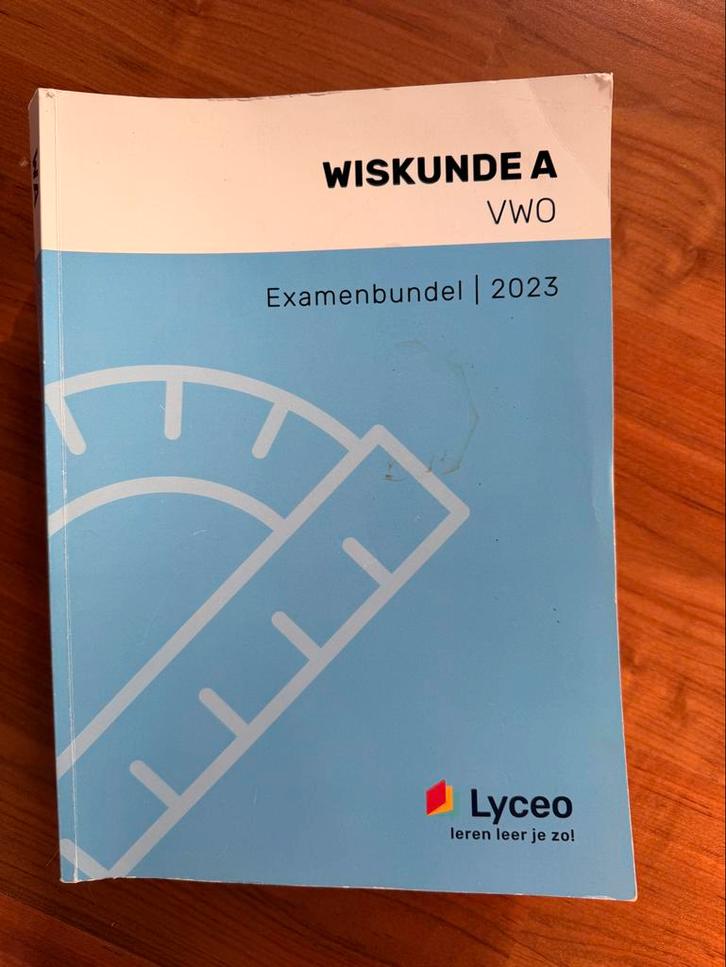 WISKUNDE A
VWO
Examenbundel | 2023
Lyceo
leren leer je zo!